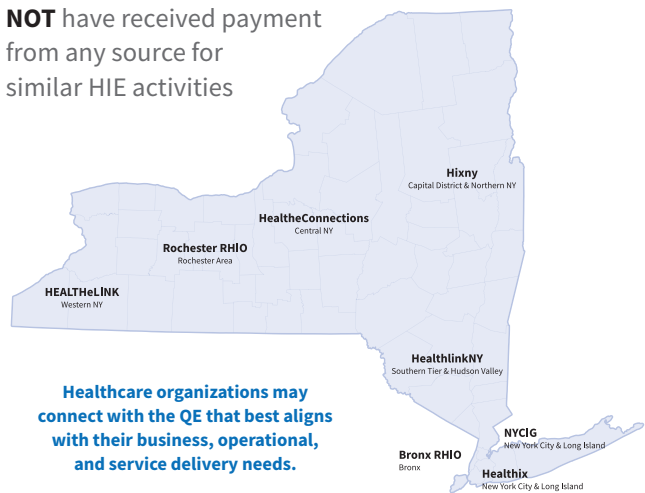 NOT have received payment
from any source for
similar HIE activities
Hixny
Capital District & Northern NY
HealtheConnections
Central NY
Rochester RHIO
Rochester Area
HEALTHeLINK
Western NY
HealthlinkNY
Southern Tier & Hudson Valley
Healthcare organizations may
connect with the QE that best aligns
with their business, operational,
and service delivery needs.
NYCIG
New York City & Long Island
Bronx RHIO
Bronx
Healthix
New York City & Long Island